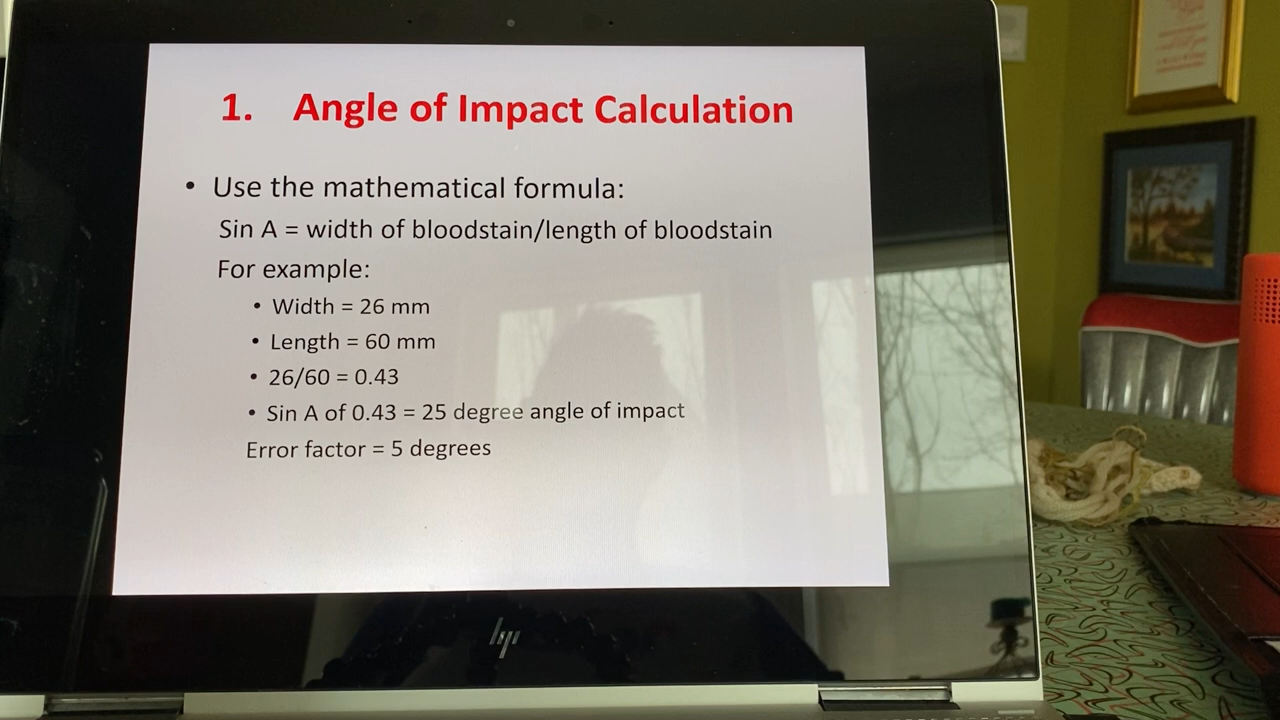 1. Angle of Impact Calculation
• Use the mathematical formula:
Sin A = width of bloodstain/length of bloodstain
For example:
• Width = 26 mm
• Length = 60 mm
• 26/60 = 0.43
• Sin A of 0.43 = 25 degree angle of impact
Error factor = 5 degrees
hp